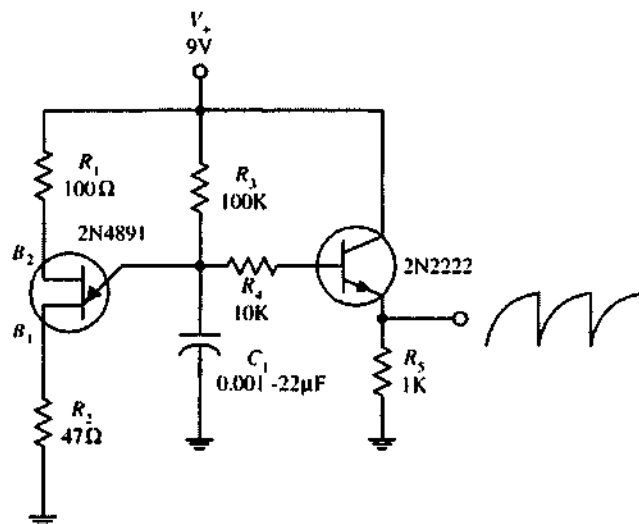 V+
9V
R1
100Ω
R3
100K
2N4891
B2
2N2222
R4
10K
B1
C1
0.001 -22µF
R5
1K
R2
47Ω